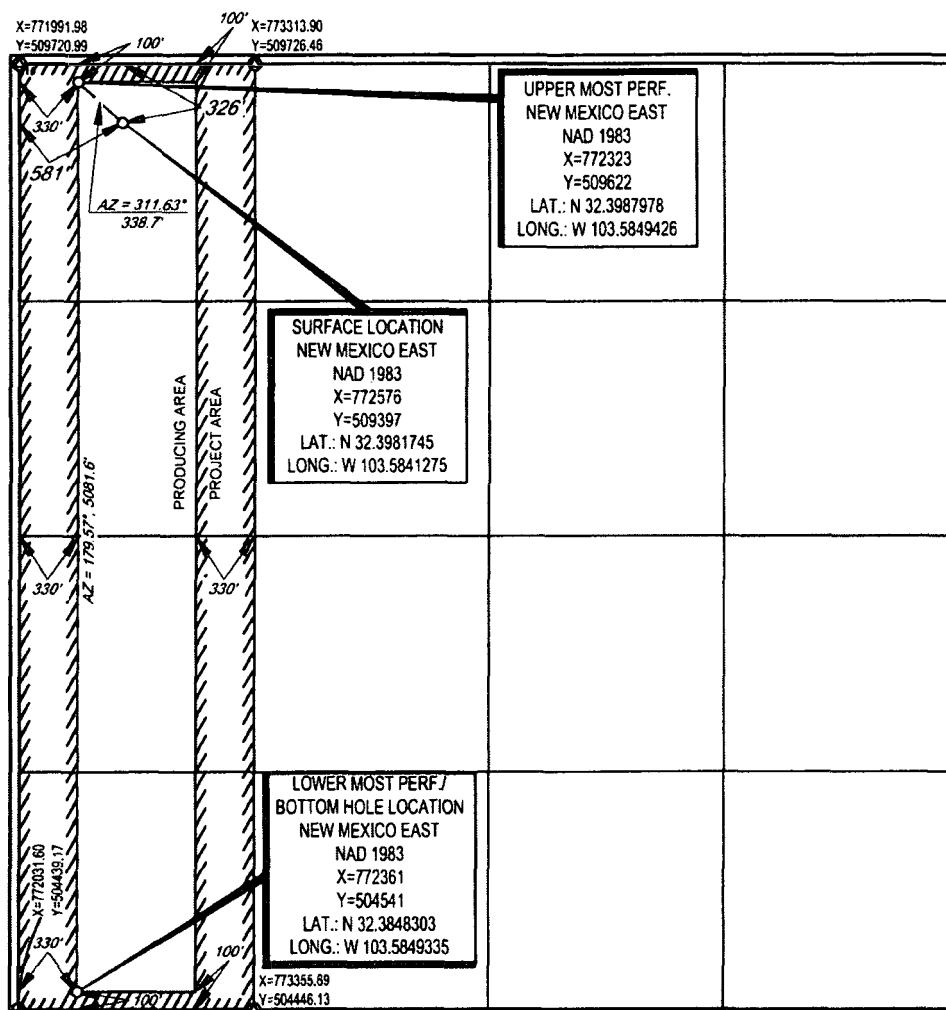 X=771991.98
Y=509720.99
100'
100'
X=773313.90
Y=509726.46
330'
581'
326'
AZ = 311.63°
338.7'
UPPER MOST PERF.
NEW MEXICO EAST
NAD 1983
X=772323
Y=509622
LAT.: N 32.3987978
LONG.: W 103.5849426
SURFACE LOCATION
NEW MEXICO EAST
NAD 1983
X=772576
Y=509397
LAT.: N 32.3981745
LONG.: W 103.5841275
PRODUCING AREA
PROJECT AREA
AZ = 179.57°, 5081.6'
330'
330'
LOWER MOST PERF./
BOTTOM HOLE LOCATION
NEW MEXICO EAST
NAD 1983
X=772361
Y=504541
LAT.: N 32.3848303
LONG.: W 103.5849335
X=772031.60
Y=504439.17
330'
100'
100'
X=773355.69
Y=504446.13